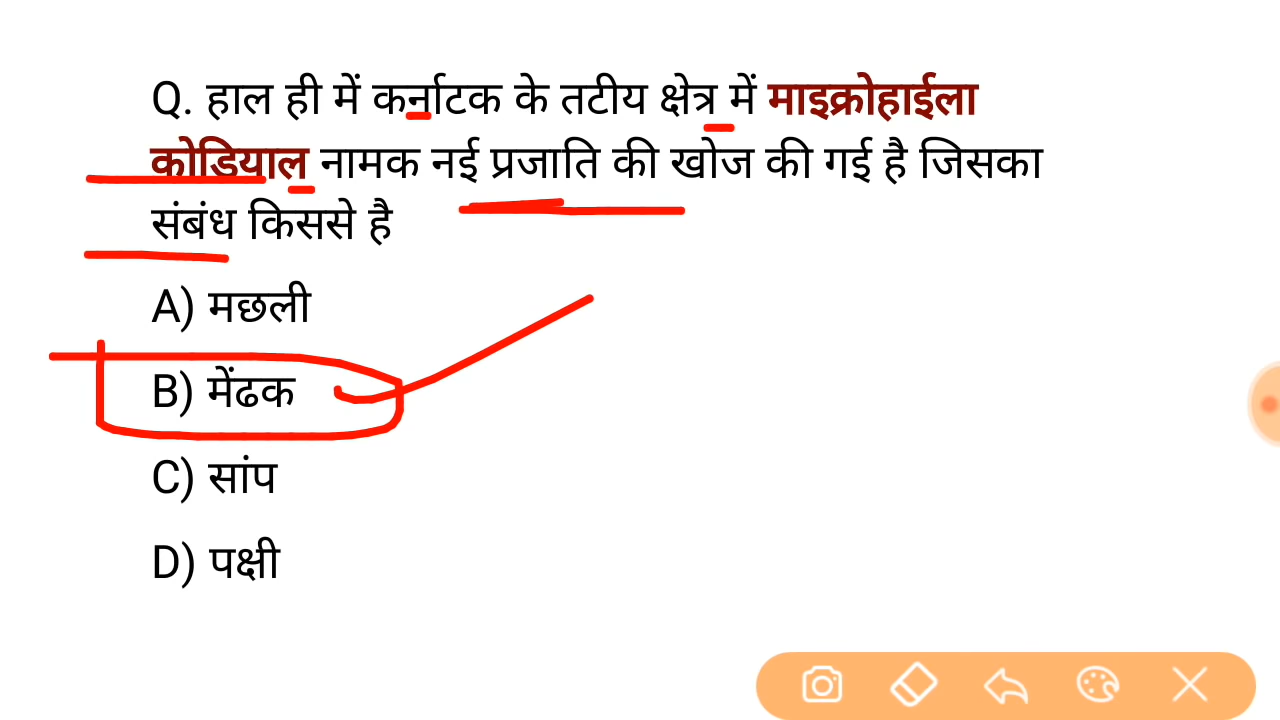 Q. हाल ही में कर्नाटक के तटीय क्षेत्र में माइक्रोहाईला
कोडियाल नामक नई प्रजाति की खोज की गई है जिसका
संबंध किससे है
A) मछली
B) मेंढक
C) सांप
D) पक्षी